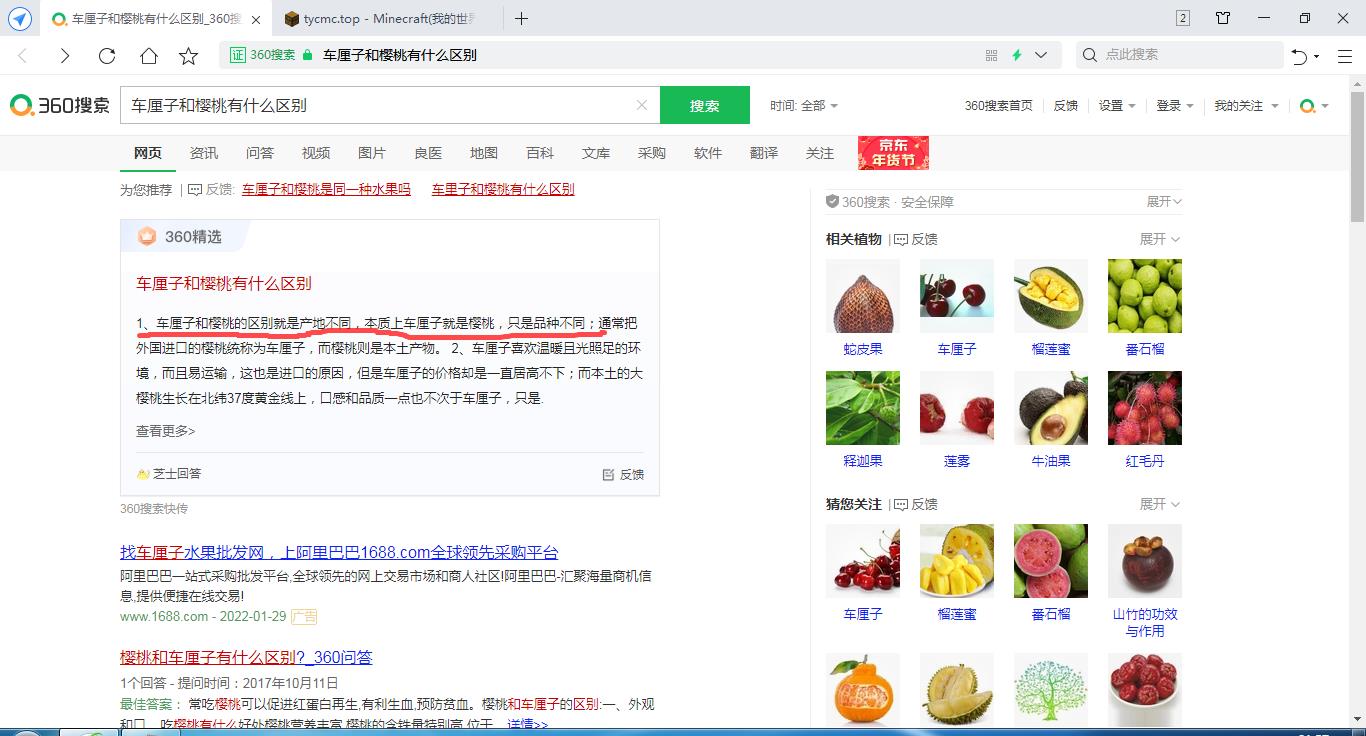 车厘子和樱桃有什么区别_360搜
tycmc.top - Minecraft(我的世界
2
证 360搜索 车厘子和樱桃有什么区别
点此搜索
360搜索
车厘子和樱桃有什么区别
搜索
时间: 全部
360搜索首页 反馈 设置 登录 我的关注
网页 资讯 问答 视频 图片 良医 地图 百科 文库 采购 软件 翻译 关注
京东
年货节
为您推荐 反馈: 车厘子和樱桃是同一种水果吗 车里子和樱桃有什么区别
360精选
车厘子和樱桃有什么区别
1、车厘子和樱桃的区别就是产地不同，本质上车厘子就是樱桃，只是品种不同；通常把
外国进口的樱桃统称为车厘子，而樱桃则是本土产物。 2、车厘子喜欢温暖且光照足的环
境，而且易运输，这也是进口的原因，但是车厘子的价格却是一直居高不下；而本土的大
樱桃生长在北纬37度黄金线上，口感和品质一点也不次于车厘子，只是.
查看更多>
芝士回答
反馈
360搜索快传
找车厘子水果批发网，上阿里巴巴1688.com全球领先采购平台
阿里巴巴一站式采购批发平台,全球领先的网上交易市场和商人社区!阿里巴巴-汇聚海量商机信
息,提供便捷在线交易!
www.1688.com - 2022-01-29 广告
樱桃和车厘子有什么区别?_360问答
1个回答 - 提问时间：2017年10月11日
最佳答案： 常吃樱桃可以促进红蛋白再生,有利生血,预防贫血。樱桃和车厘子的区别:一、外观
和口...吃樱桃有什么好处樱桃营养丰富,樱桃的含铁量特别高,位于... 详情>>
360搜索 · 安全保障 展开
相关植物 反馈 展开
蛇皮果 车厘子 榴莲蜜 番石榴
释迦果 莲雾 牛油果 红毛丹
猜您关注 反馈 展开
车厘子 榴莲蜜 番石榴 山竹的功效
与作用